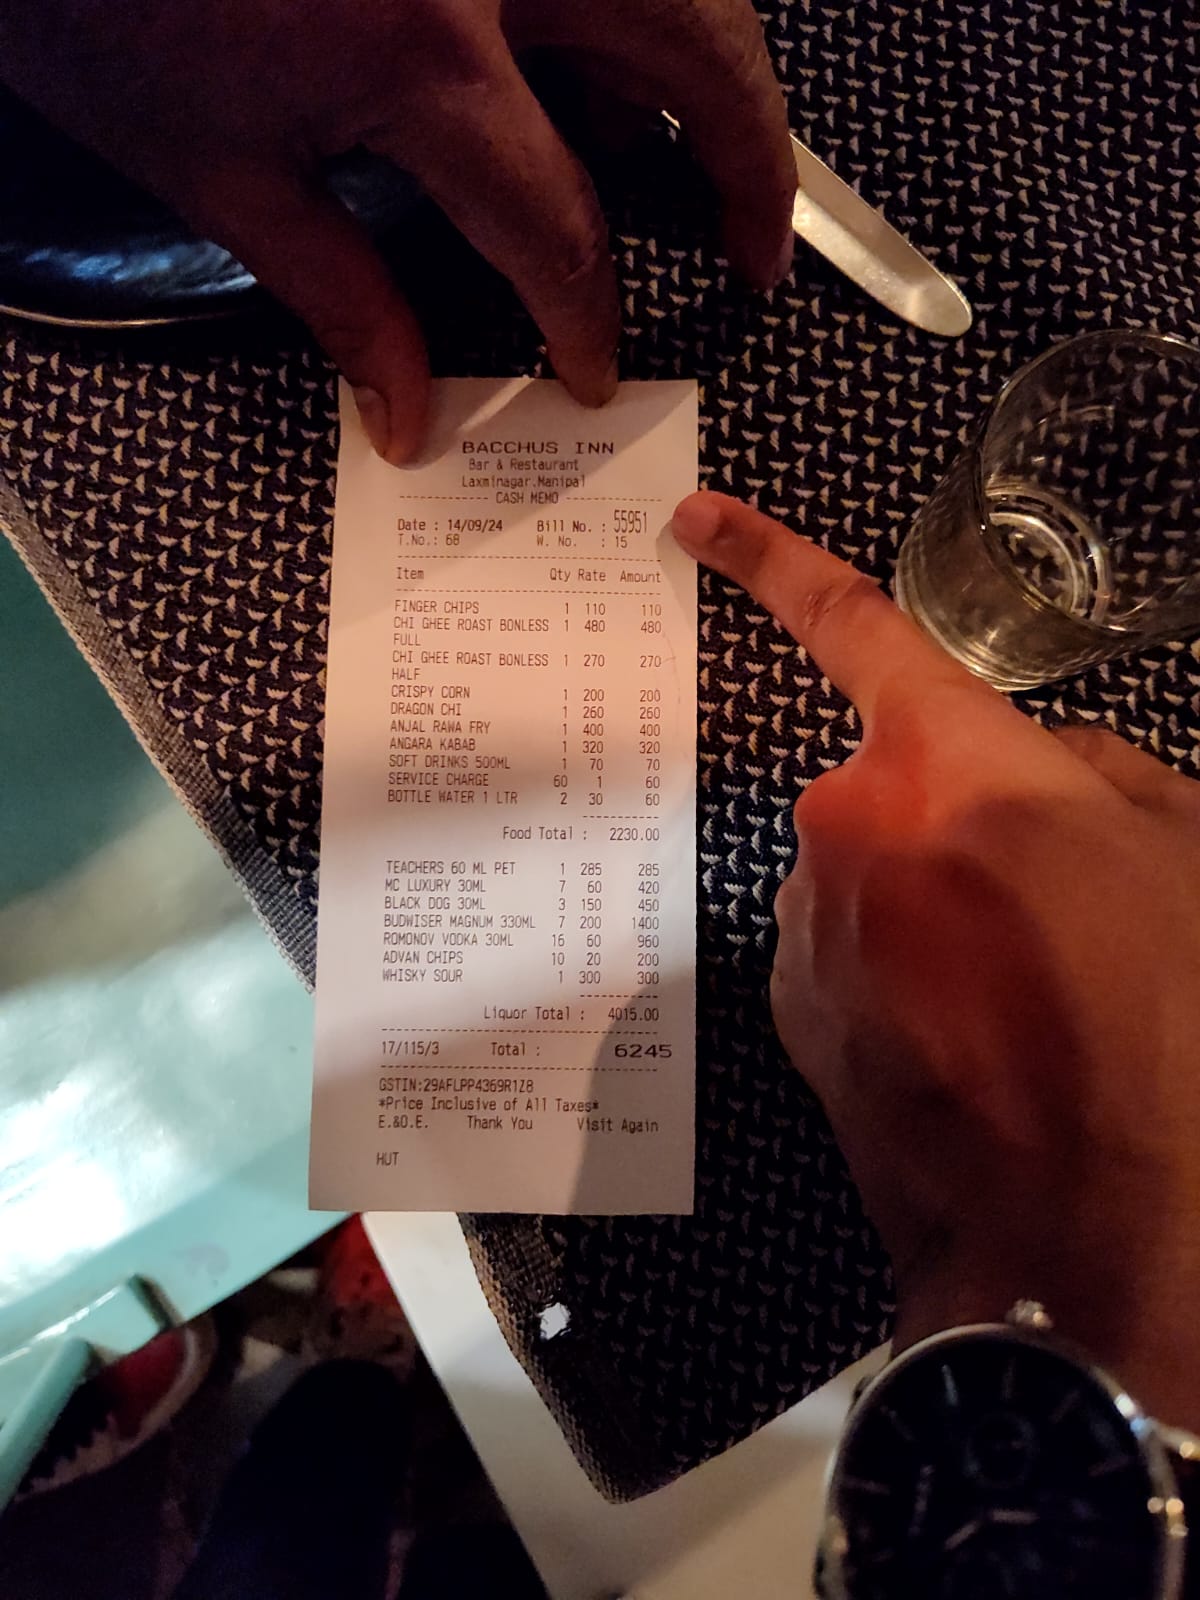 BACCHUS INN
Bar & Restaurant
Laxminagar.Manipal
------------ CASH MEMO -------------
Date : 14/09/24 Bill No. : 55951
T.No.: 68 W. No. : 15
Item Qty Rate Amount
FINGER CHIPS 1 110 110
CHI GHEE ROAST BONLESS 1 480 480
FULL
CHI GHEE ROAST BONLESS 1 270 270
HALF
CRISPY CORN 1 200 200
DRAGON CHI 1 260 260
ANJAL RAWA FRY 1 400 400
ANGARA KABAB 1 320 320
SOFT DRINKS 500ML 1 70 70
SERVICE CHARGE 60 1 60
BOTTLE WATER 1 LTR 2 30 60
Food Total : 2230.00
TEACHERS 60 ML PET 1 285 285
MC LUXURY 30ML 7 60 420
BLACK DOG 30ML 3 150 450
BUDWISER MAGNUM 330ML 7 200 1400
ROMONOV VODKA 30ML 16 60 960
ADVAN CHIPS 10 20 200
WHISKY SOUR 1 300 300
Liquor Total : 4015.00
17/115/3 Total : 6245
GSTIN:29AFLPP4369R1Z8
*Price Inclusive of All Taxes*
E.&O.E. Thank You Visit Again
HUT